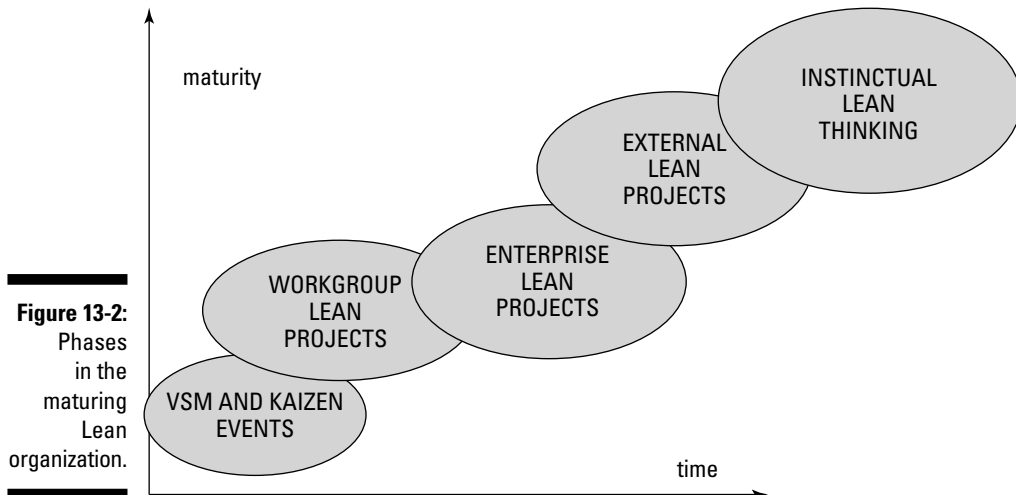 maturity
INSTINCTUAL
LEAN
THINKING
EXTERNAL
LEAN
PROJECTS
ENTERPRISE
LEAN
PROJECTS
WORKGROUP
LEAN
PROJECTS
VSM AND KAIZEN
EVENTS
time
Figure 13-2:
Phases
in the
maturing
Lean
organization.